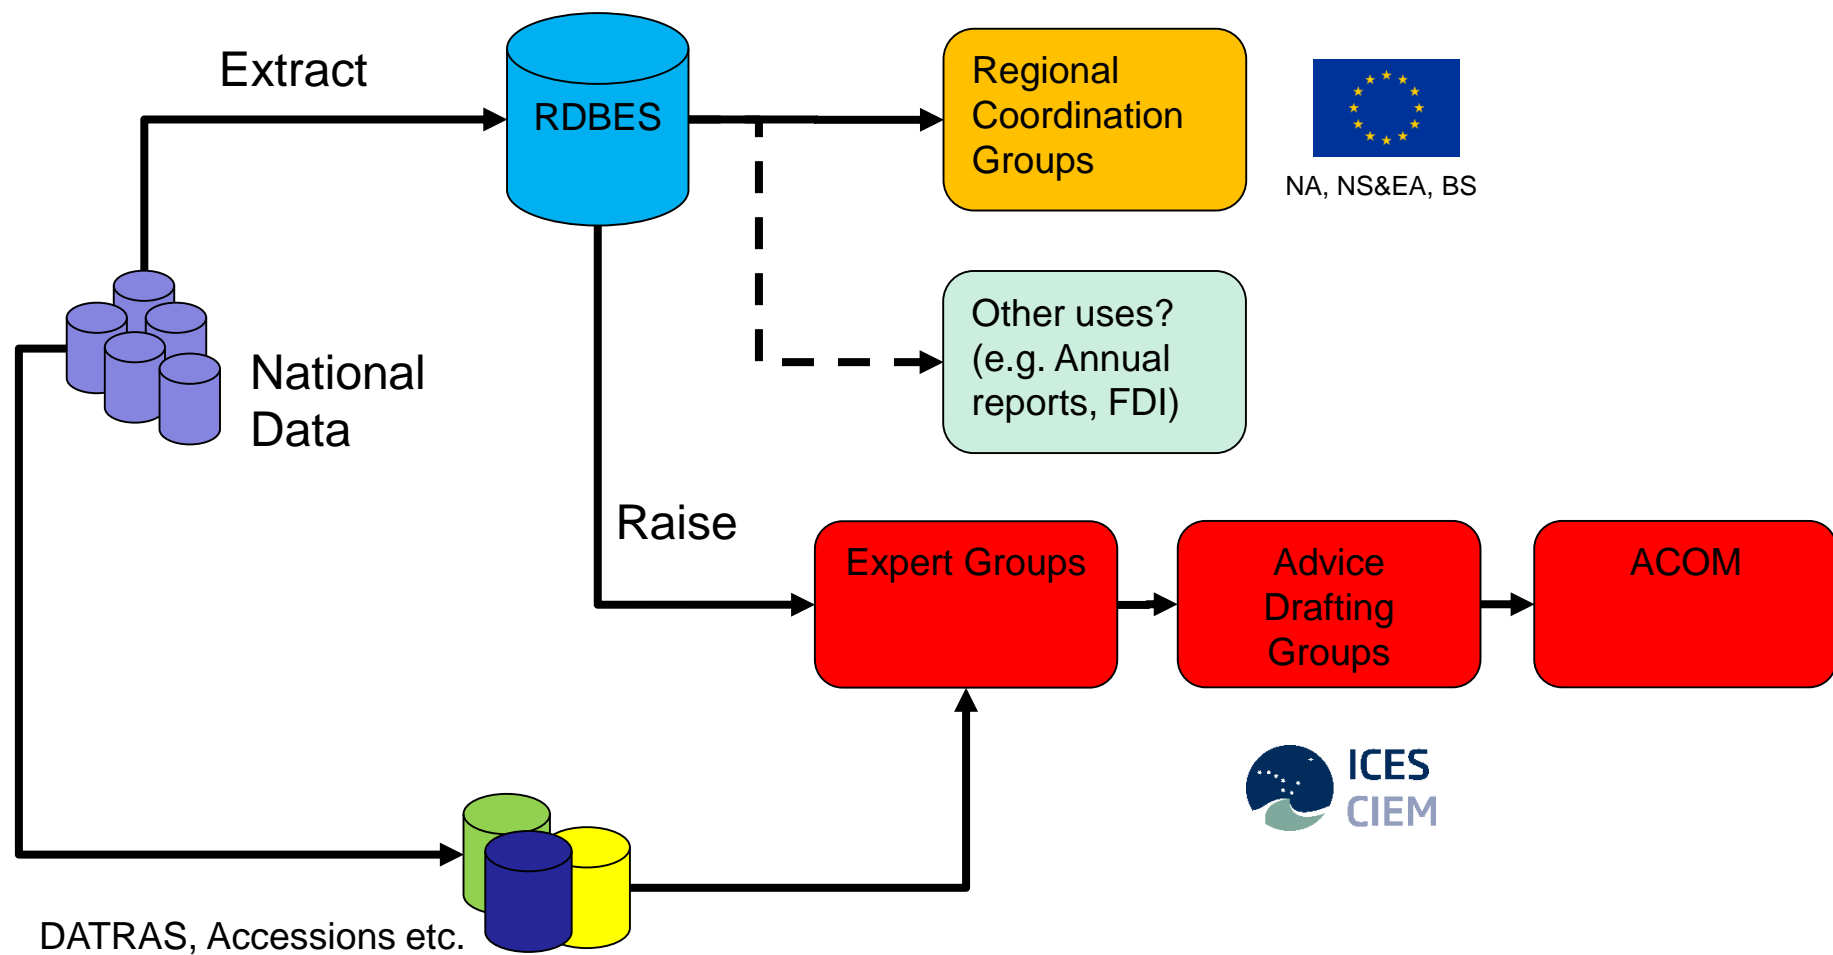 Extract
RDBES
Regional
Coordination
Groups
NA, NS&EA, BS
Other uses?
(e.g. Annual
reports, FDI)
National
Data
Raise
Expert Groups
Advice
Drafting
Groups
ACOM
ICES
CIEM
DATRAS, Accessions etc.